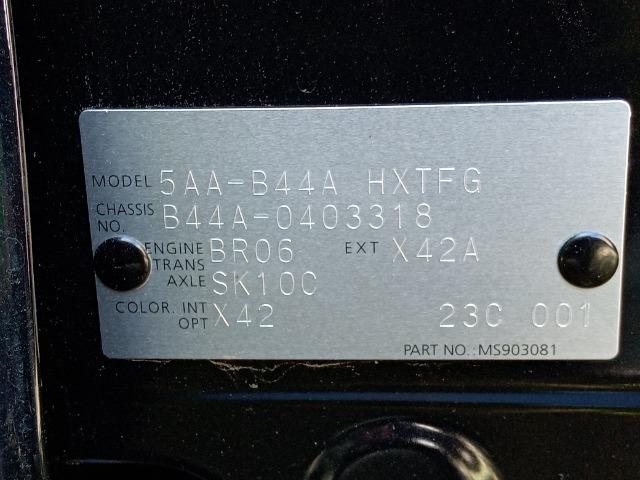 MODEL 5AA-B44A HXTFG
CHASSIS NO. B44A-0403318
ENGINE BR06 EXT X42A
TRANS AXLE SK10C
COLOR. INT X42
OPT 23C 001
PART NO.:MS903081